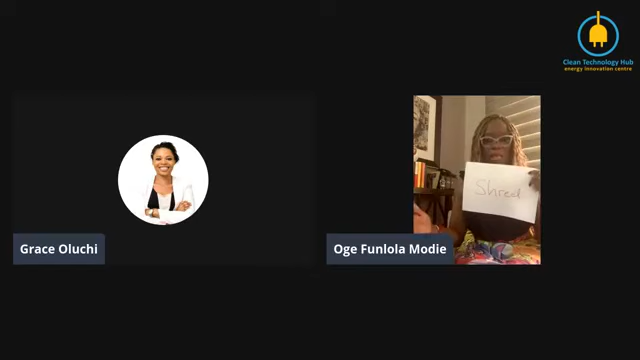 Clean Technology Hub
energy innovation centre
Shred
Grace Oluchi
Oge Funlola Modie